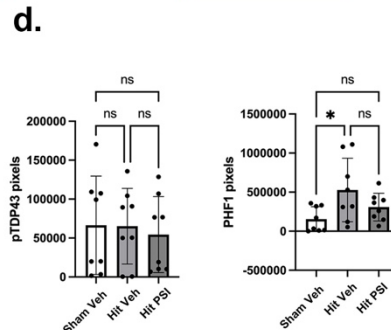 d.
ns
ns
ns
pTDP43 pixels
200000
150000
100000
50000
0
Sham Veh
Hit Veh
Hit PSI
ns
*
ns
PHF1 pixels
1500000
1000000
500000
0
-500000
Sham Veh
Hit Veh
Hit PSI